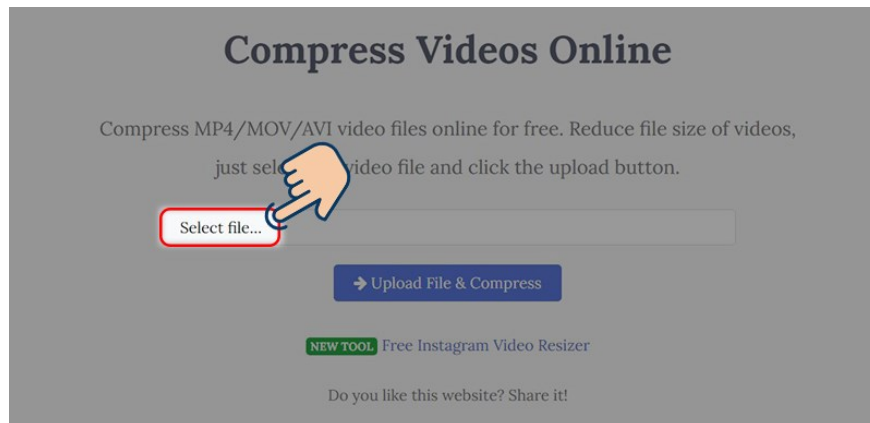 Compress Videos Online
Compress MP4/MOV/AVI video files online for free. Reduce file size of videos,
just video file and click the upload button.
Select file...
Upload File & Compress
NEW TOOL Free Instagram Video Resizer
Do you like this website? Share it!